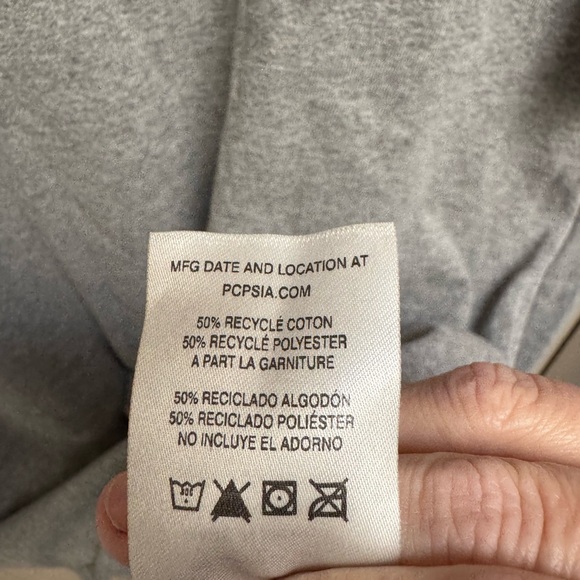 MFG DATE AND LOCATION AT
PCPSIA.COM
50% RECYCLÉ COTON
50% RECYCLÉ POLYESTER
A PART LA GARNITURE
50% RECICLADO ALGODÓN
50% RECICLADO POLIÉSTER
NO INCLUYE EL ADORNO